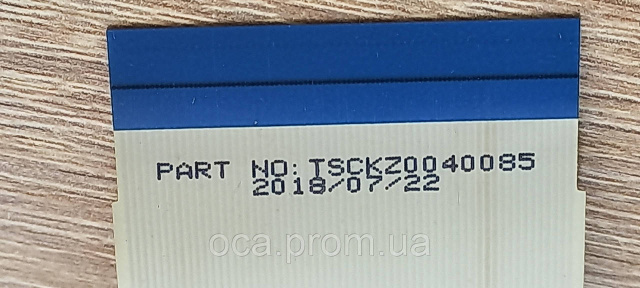 PART NO: TSCKZ0040085
2018/07/22
oca.prom.ua